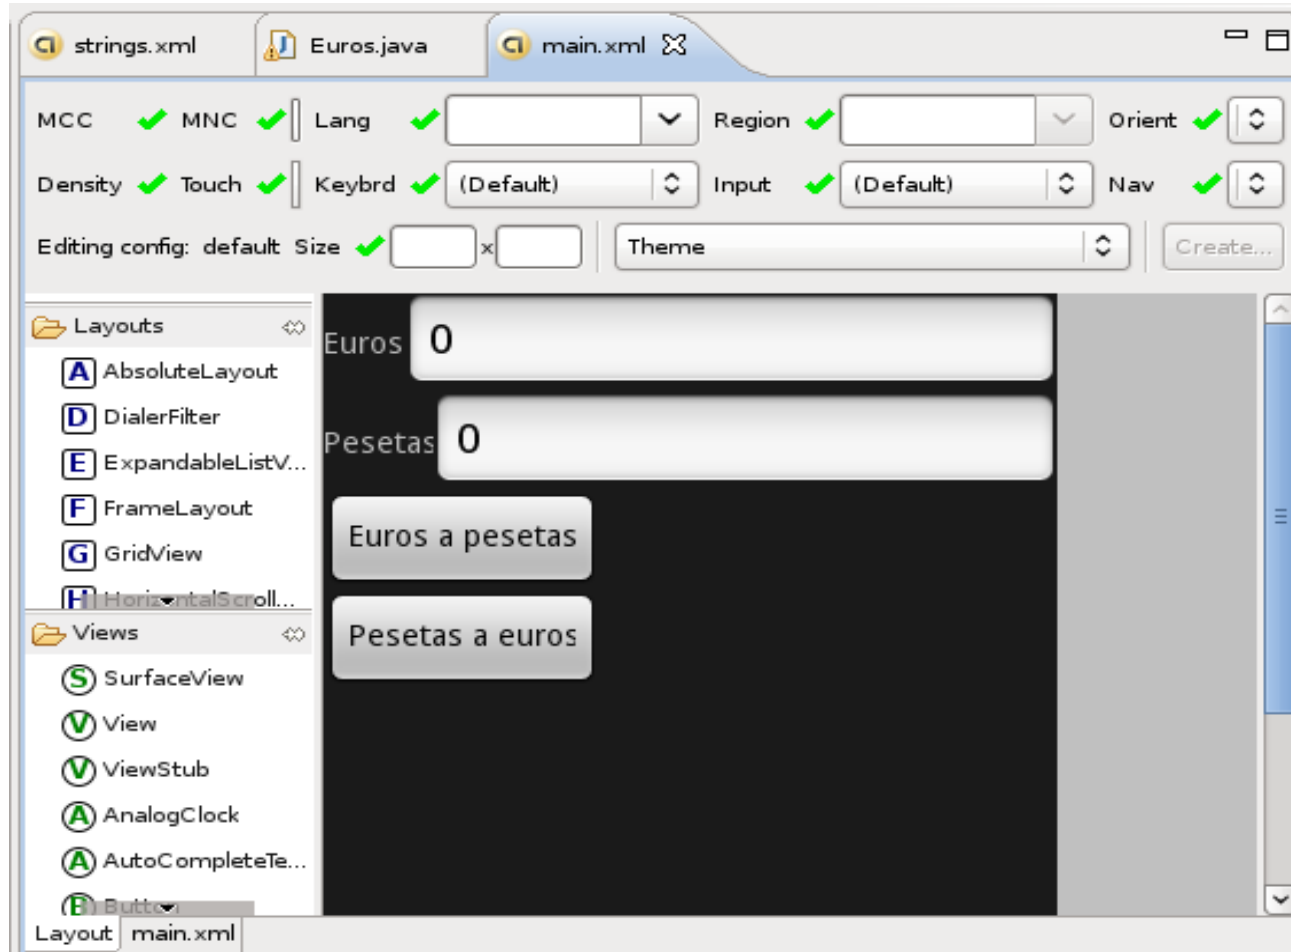 strings.xml Euros.java main.xml
MCC MNC Lang Region Orient
Density Touch Keybrd (Default) Input (Default) Nav
Editing config: default Size x Theme Create...
Layouts
A AbsoluteLayout
D DialerFilter
E ExpandableListV...
F FrameLayout
G GridView
H HorizontalScroll...
Views
S SurfaceView
V View
V ViewStub
A AnalogClock
A AutoCompleteTe...
B Button
Euros 0
Pesetas 0
Euros a pesetas
Pesetas a euros
Layout main.xml